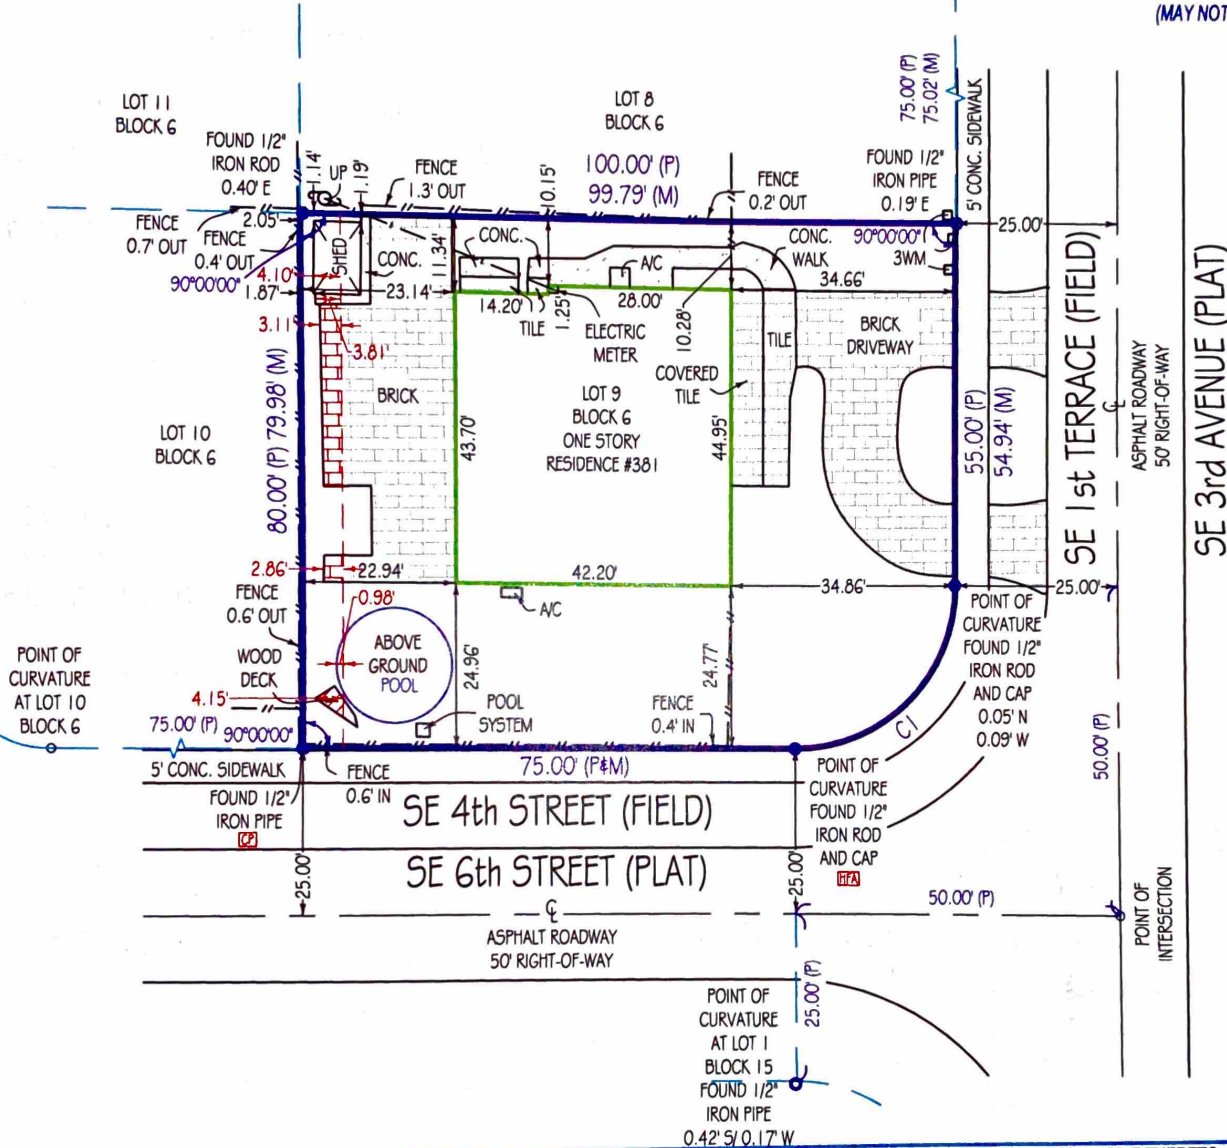 (MAY NOT
LOT 11
BLOCK 6
LOT 8
BLOCK 6
75.00' (P)
75.02' (M)
5' CONC. SIDEWALK
FOUND 1/2"
IRON ROD
0.40' E
1.14'
UP
1.19'
FENCE
1.3' OUT
10.15'
100.00' (P)
99.79' (M)
FENCE
0.2' OUT
FOUND 1/2"
IRON PIPE
0.19' E
FENCE
0.7' OUT
2.05'
FENCE
0.4' OUT
90°00'00"
4.10'
SHED
CONC.
11.34'
CONC.
A/C
CONC.
WALK
90°00'00"
3WM
25.00'
1.87'
23.14'
14.20'
TILE
1.25'
28.00'
34.66'
3.11'
3.81'
ELECTRIC
METER
10.28'
TILE
BRICK
DRIVEWAY
COVERED
TILE
BRICK
LOT 9
BLOCK 6
ONE STORY
RESIDENCE #381
43.70'
44.95'
LOT 10
BLOCK 6
80.00' (P) 79.98' (M)
55.00' (P)
54.94' (M)
SE 1st TERRACE (FIELD)
℄
ASPHALT ROADWAY
50' RIGHT-OF-WAY
SE 3rd AVENUE (PLAT)
2.86'
22.94'
42.20'
34.86'
25.00'
FENCE
0.6' OUT
0.98'
A/C
POINT OF
CURVATURE
FOUND 1/2"
IRON ROD
AND CAP
0.05' N
0.09' W
POINT OF
CURVATURE
AT LOT 10
BLOCK 6
WOOD
DECK
ABOVE
GROUND
POOL
24.96'
24.77'
4.15'
POOL
SYSTEM
FENCE
0.4' IN
C1
50.00' (P)
75.00' (P)
90°00'00"
5' CONC. SIDEWALK
FENCE
0.6' IN
75.00' (P&M)
FOUND 1/2"
IRON PIPE
CP
POINT OF
CURVATURE
FOUND 1/2"
IRON ROD
AND CAP
HFA
SE 4th STREET (FIELD)
SE 6th STREET (PLAT)
25.00'
25.00'
50.00' (P)
POINT OF
INTERSECTION
℄
ASPHALT ROADWAY
50' RIGHT-OF-WAY
25.00' (P)
POINT OF
CURVATURE
AT LOT 1
BLOCK 15
FOUND 1/2"
IRON PIPE
0.42' S/ 0.17' W